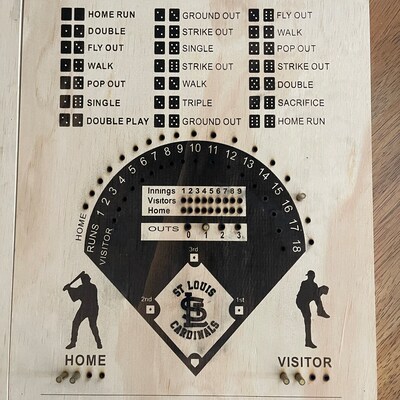 HOME RUN
DOUBLE
FLY OUT
WALK
POP OUT
SINGLE
DOUBLE PLAY
GROUND OUT
STRIKE OUT
SINGLE
STRIKE OUT
WALK
TRIPLE
GROUND OUT
FLY OUT
WALK
POP OUT
STRIKE OUT
DOUBLE
SACRIFICE
HOME RUN
HOME
RUNS 1 2 3 4 5 6 7 8 9 10 11 12 13 14 15 16 17 18
VISITOR
Innings 1 2 3 4 5 6 7 8 9
Visitors
Home
OUTS 0 1 2 3
3rd
2nd
1st
ST LOUIS
STL
CARDINALS
HOME
VISITOR